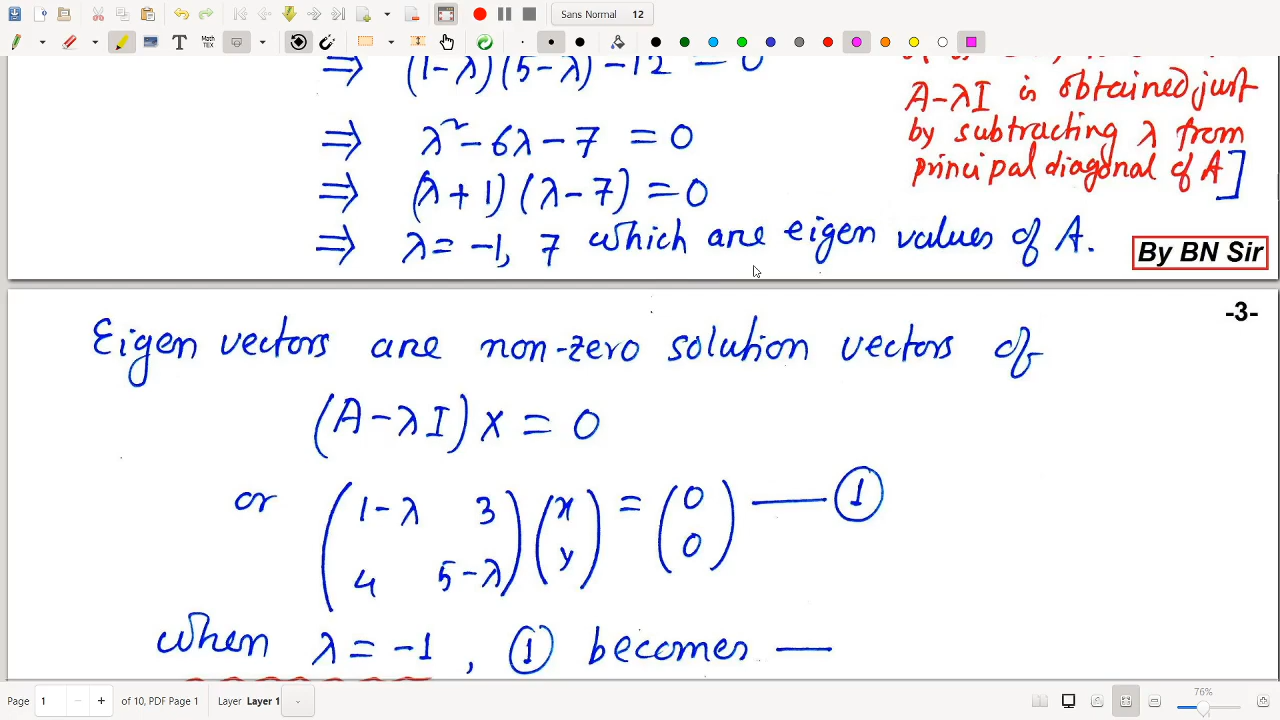 Sans Normal 12
T MATH TEX
⇒ (1-λ)(5-λ)-12 = 0
A-λI is obtained just
by subtracting λ from
principal diagonal of A]
⇒ λ²-6λ-7 = 0
⇒ (λ+1)(λ-7) = 0
⇒ λ = -1, 7 which are eigen values of A.
By BN Sir
-3-
Eigen vectors are non-zero solution vectors of
(A-λI) X = 0
or (1-λ 3) (x) = (0) — ①
(4 5-λ) (y) (0)
when λ = -1, ① becomes —
Page 1 - + of 10, PDF Page 1 Layer Layer 1 76%